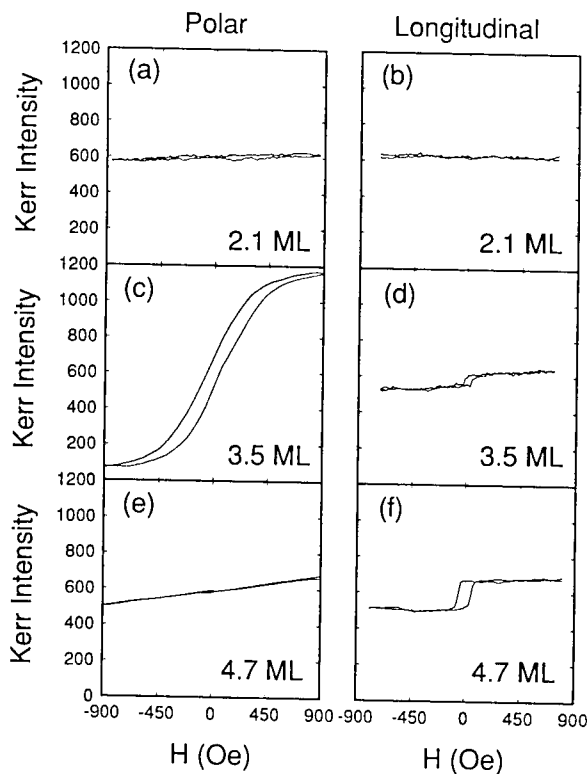 Polar
Longitudinal
1200
1000
800
600
400
200
Kerr Intensity
(a)
2.1 ML
(b)
2.1 ML
1200
1000
800
600
400
200
Kerr Intensity
(c)
3.5 ML
(d)
3.5 ML
1200
1000
800
600
400
200
0
Kerr Intensity
(e)
4.7 ML
(f)
4.7 ML
-900 -450 0 450 900
-900 -450 0 450 900
H (Oe)
H (Oe)